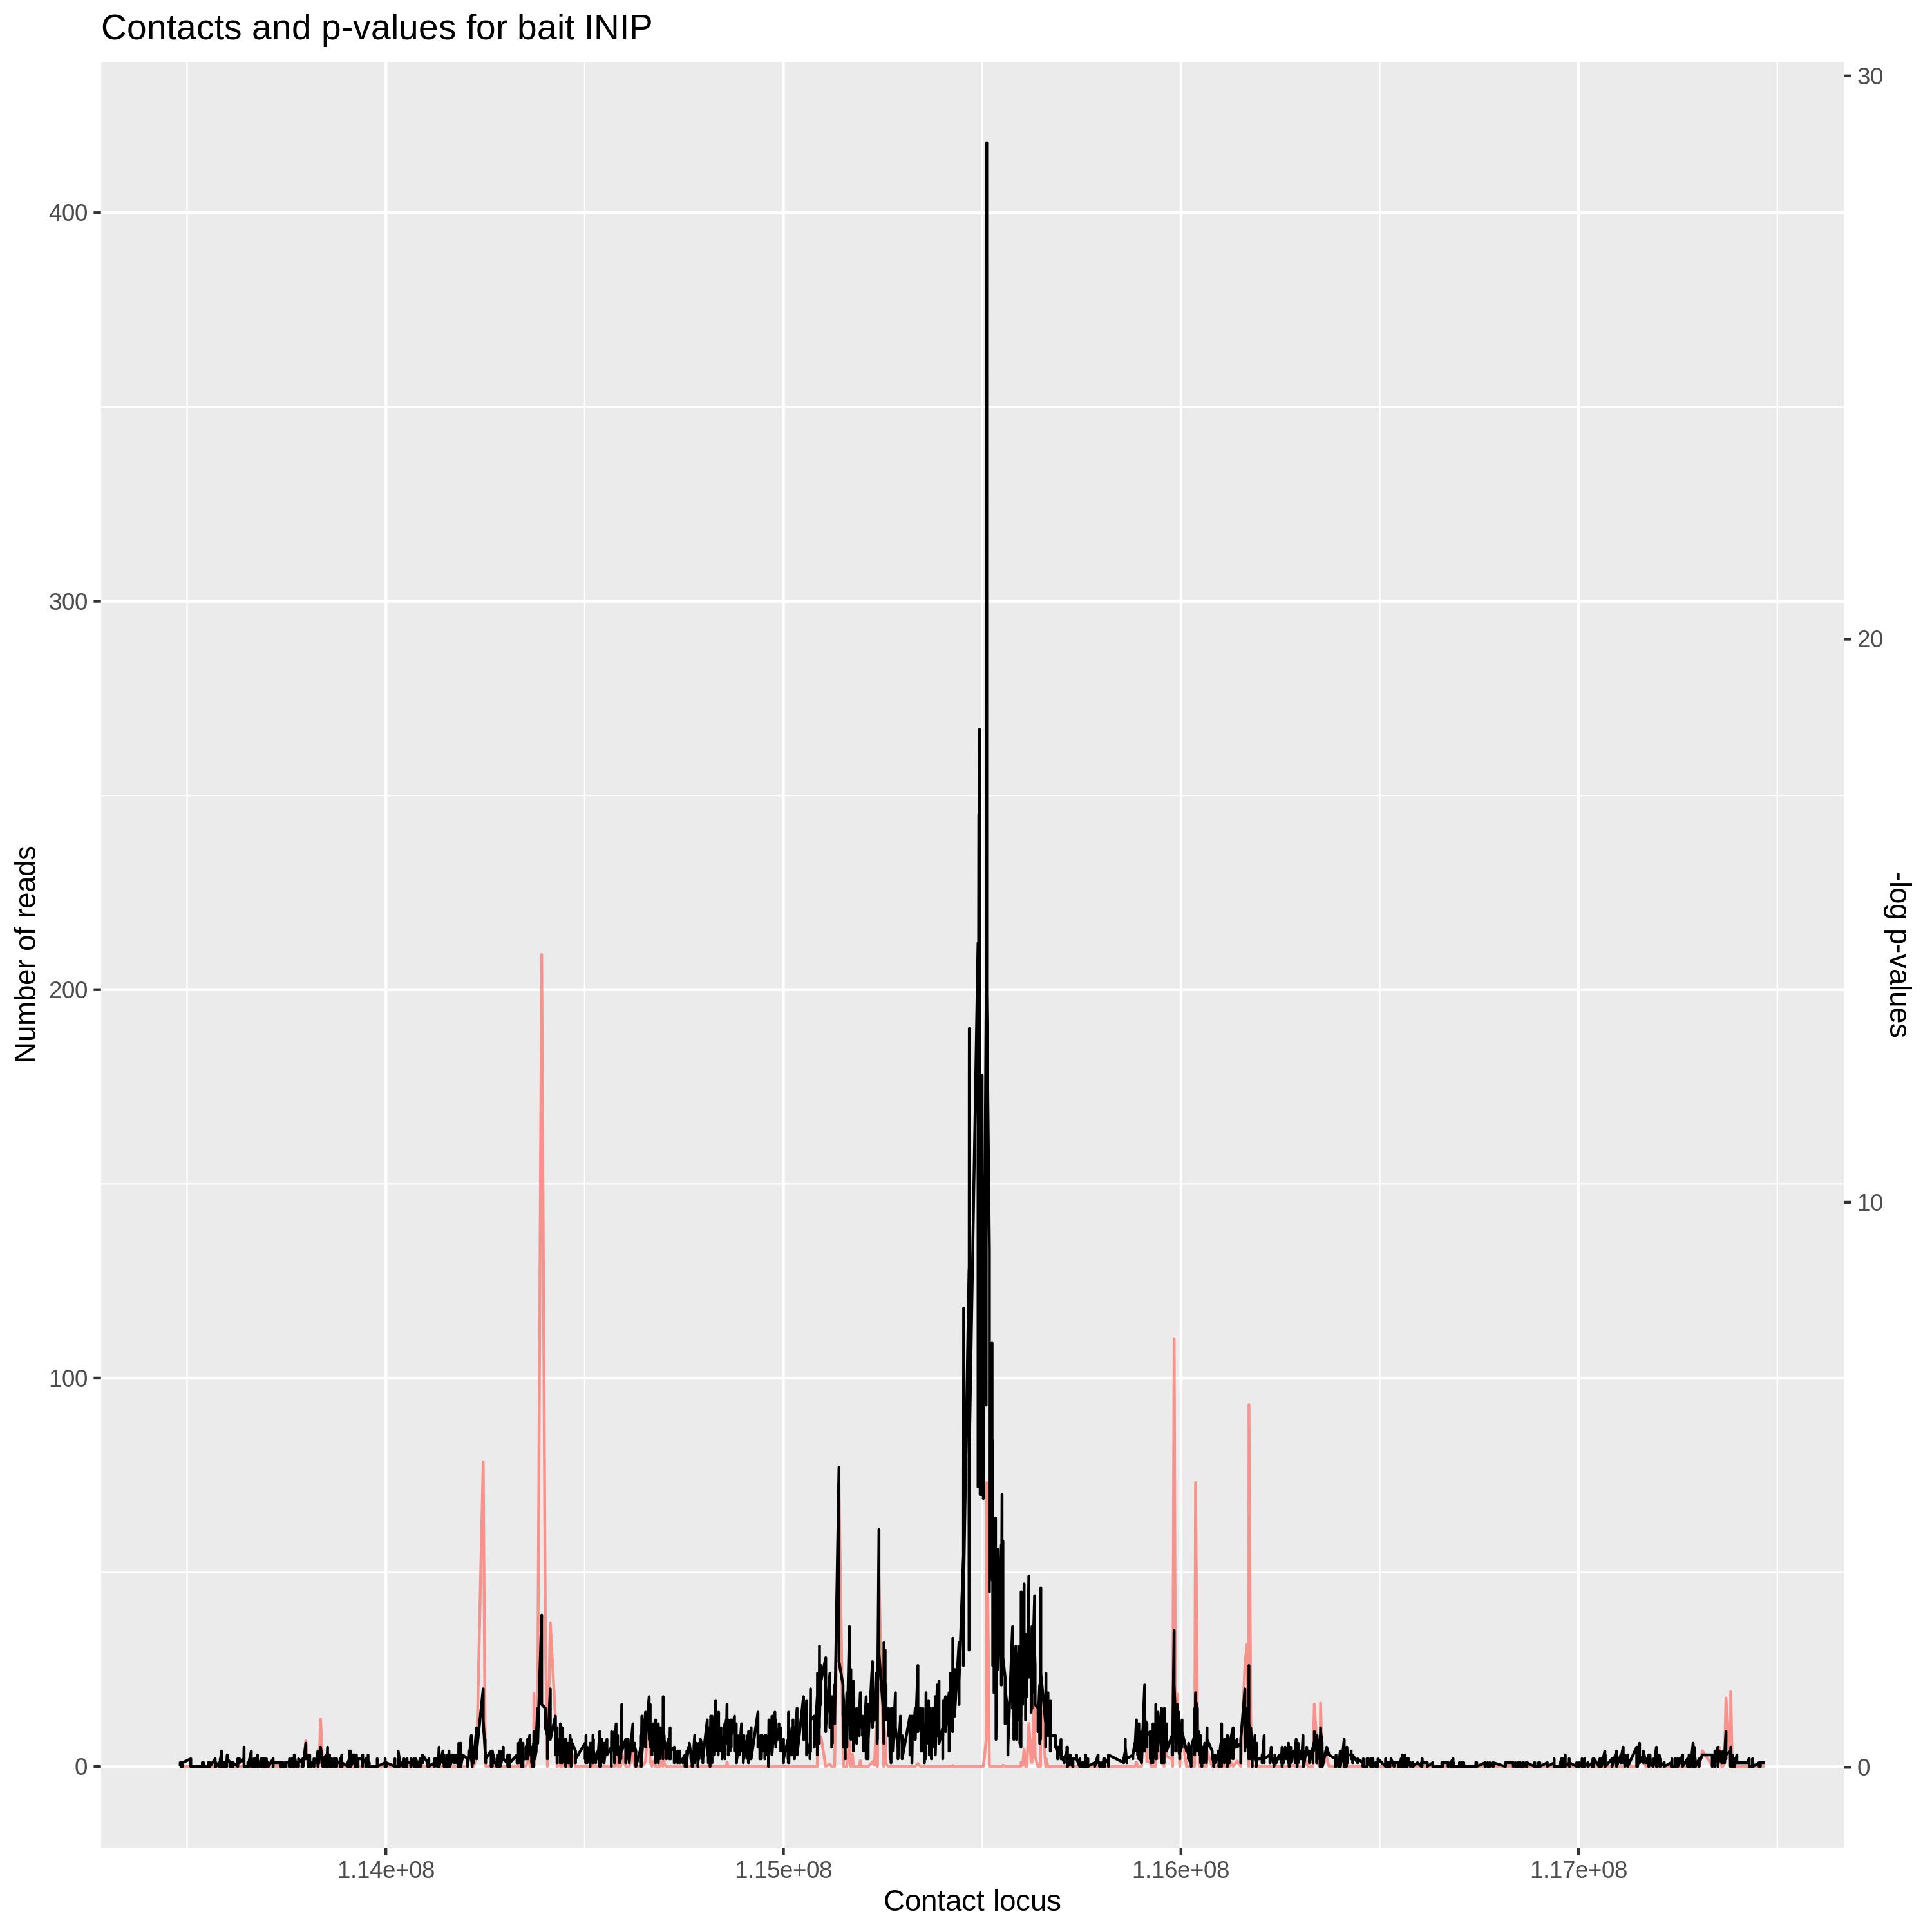 Contacts and p-values for bait INIP
400
300
200
100
0
30
20
10
0
Number of reads
-log p-values
1.14e+08
1.15e+08
1.16e+08
1.17e+08
Contact locus